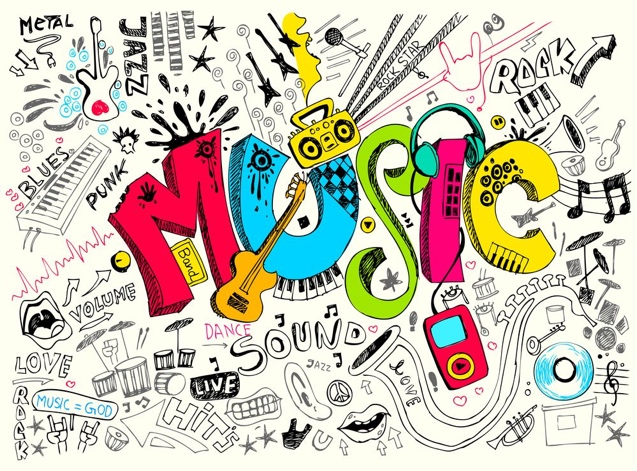 METAL
JAZZ
ROCK STAR
ROCK
BLUES
PUNK
MUSIC
Band
VOLUME
DANCE
SOUND
LOVE
JAZZ
LIVE
LOVE
ROCK
MUSIC = GOD
HiT's